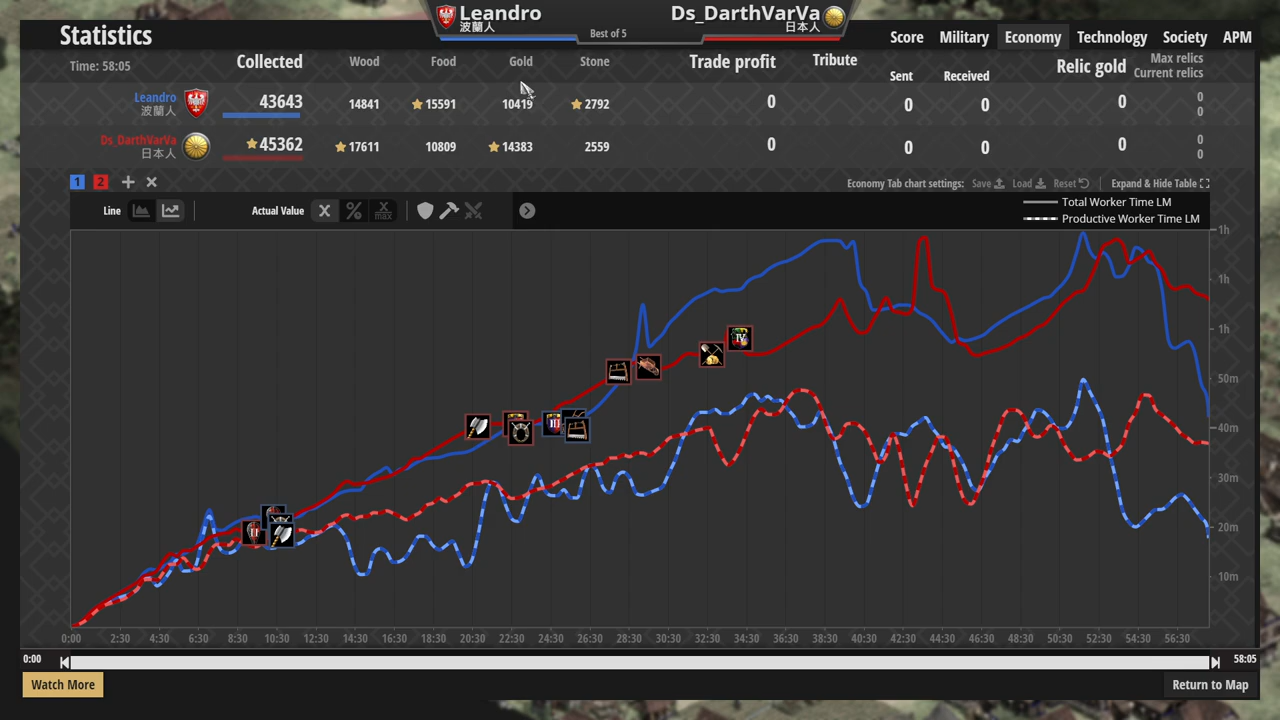 Leandro
波蘭人
Best of 5
Ds_DarthVarVa
日本人
Statistics
Score Military Economy Technology Society APM
Time: 58:05
Collected Wood Food Gold Stone Trade profit Tribute Sent Received Relic gold Max relics
Current relics
Leandro
波蘭人
43643 14841 15591 10419 2792 0 0 0 0 0
0
Ds_DarthVarVa
日本人
45362 17611 10809 14383 2559 0 0 0 0 0
0
1 2
Economy Tab chart settings: Save Load Reset Expand & Hide Table
Line Actual Value X % X max
Total Worker Time LM
Productive Worker Time LM
1h
1h
1h
50m
40m
30m
20m
10m
II
III
IV
0:00 2:30 4:30 6:30 8:30 10:30 12:30 14:30 16:30 18:30 20:30 22:30 24:30 26:30 28:30 30:30 32:30 34:30 36:30 38:30 40:30 42:30 44:30 46:30 48:30 50:30 52:30 54:30 56:30
0:00 58:05
Watch More
Return to Map